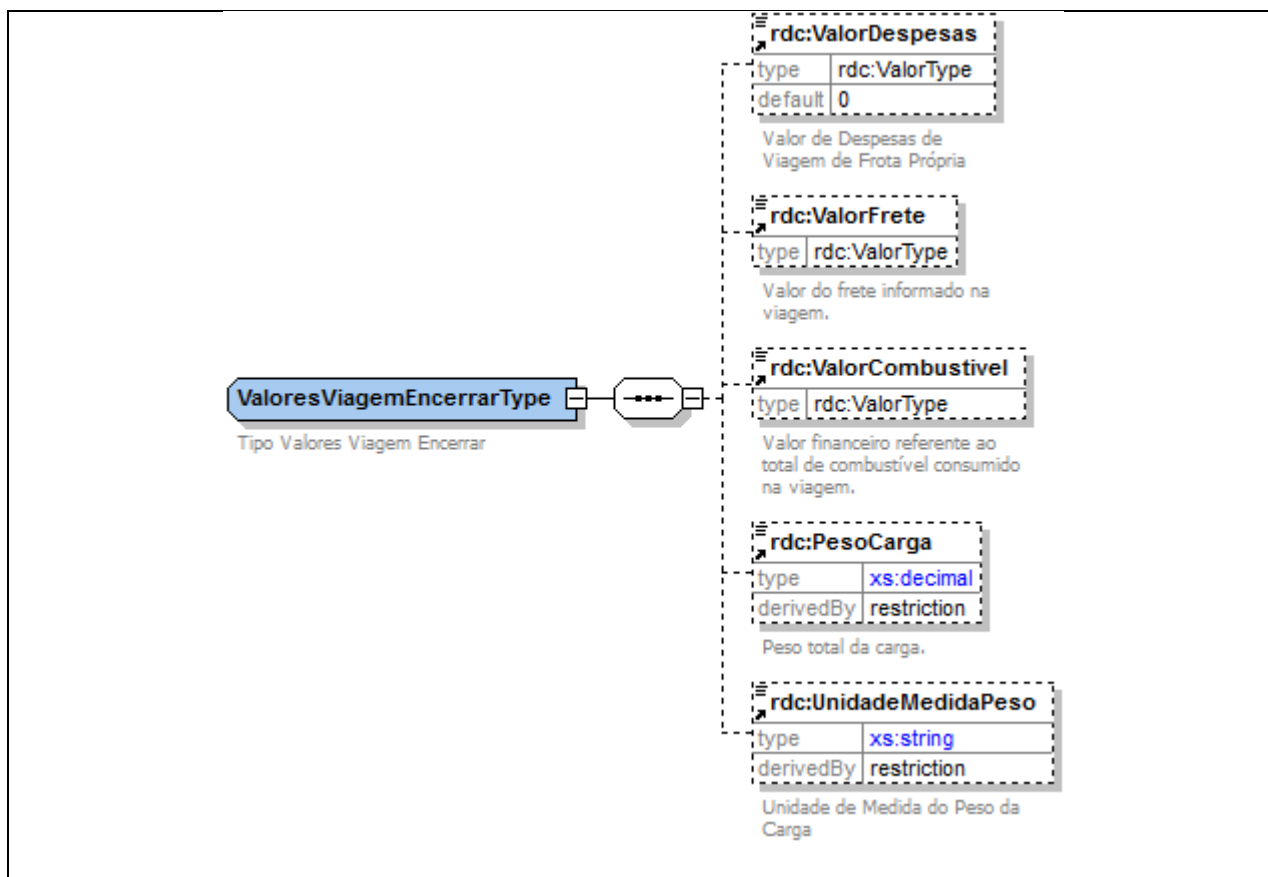 rdc:ValorDespesas
type rdc:ValorType
default 0
Valor de Despesas de
Viagem de Frota Própria
rdc:ValorFrete
type rdc:ValorType
Valor do frete informado na
viagem.
rdc:ValorCombustivel
type rdc:ValorType
Valor financeiro referente ao
total de combustível consumido
na viagem.
ValoresViagemEncerrarType
Tipo Valores Viagem Encerrar
rdc:PesoCarga
type xs:decimal
derivedBy restriction
Peso total da carga.
rdc:UnidadeMedidaPeso
type xs:string
derivedBy restriction
Unidade de Medida do Peso da
Carga